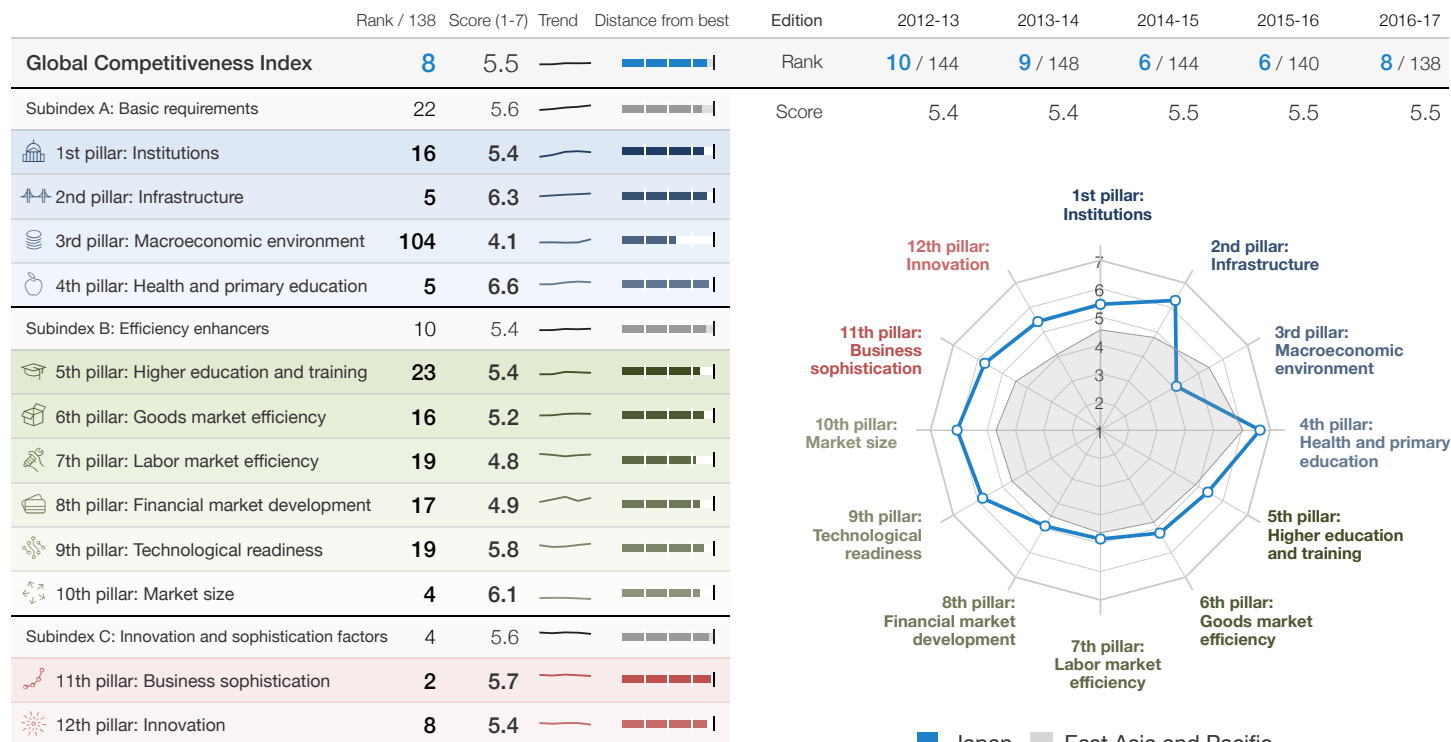 Rank / 138 Score (1-7) Trend Distance from best
Global Competitiveness Index 8 5.5
Subindex A: Basic requirements 22 5.6
1st pillar: Institutions 16 5.4
2nd pillar: Infrastructure 5 6.3
3rd pillar: Macroeconomic environment 104 4.1
4th pillar: Health and primary education 5 6.6
Subindex B: Efficiency enhancers 10 5.4
5th pillar: Higher education and training 23 5.4
6th pillar: Goods market efficiency 16 5.2
7th pillar: Labor market efficiency 19 4.8
8th pillar: Financial market development 17 4.9
9th pillar: Technological readiness 19 5.8
10th pillar: Market size 4 6.1
Subindex C: Innovation and sophistication factors 4 5.6
11th pillar: Business sophistication 2 5.7
12th pillar: Innovation 8 5.4
Edition 2012-13 2013-14 2014-15 2015-16 2016-17
Rank 10 / 144 9 / 148 6 / 144 6 / 140 8 / 138
Score 5.4 5.4 5.5 5.5 5.5
1st pillar:
Institutions
2nd pillar:
Infrastructure
3rd pillar:
Macroeconomic
environment
4th pillar:
Health and primary
education
5th pillar:
Higher education
and training
6th pillar:
Goods market
efficiency
7th pillar:
Labor market
efficiency
8th pillar:
Financial market
development
9th pillar:
Technological
readiness
10th pillar:
Market size
11th pillar:
Business
sophistication
12th pillar:
Innovation
7
6
5
4
3
2
1
Japan East Asia and Pacific